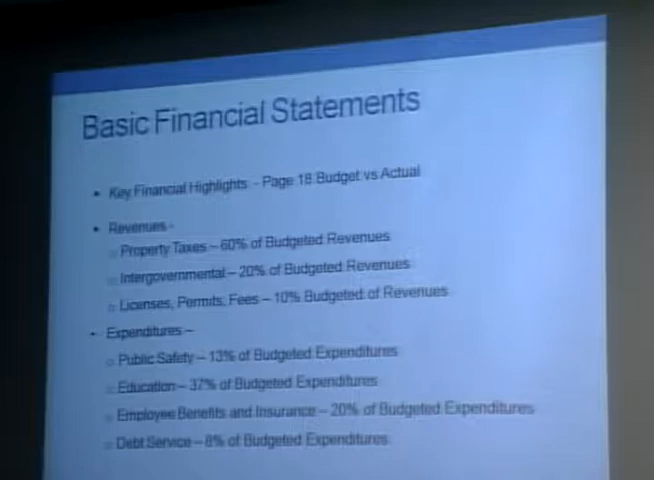 Basic Financial Statements
• Key Financial Highlights - Page 18 Budget vs Actual
• Revenues -
○ Property Taxes – 60% of Budgeted Revenues
○ Intergovernmental – 20% of Budgeted Revenues
○ Licenses, Permits, Fees – 10% Budgeted of Revenues
• Expenditures –
○ Public Safety – 13% of Budgeted Expenditures
○ Education – 37% of Budgeted Expenditures
○ Employee Benefits and Insurance – 20% of Budgeted Expenditures
○ Debt Service – 8% of Budgeted Expenditures